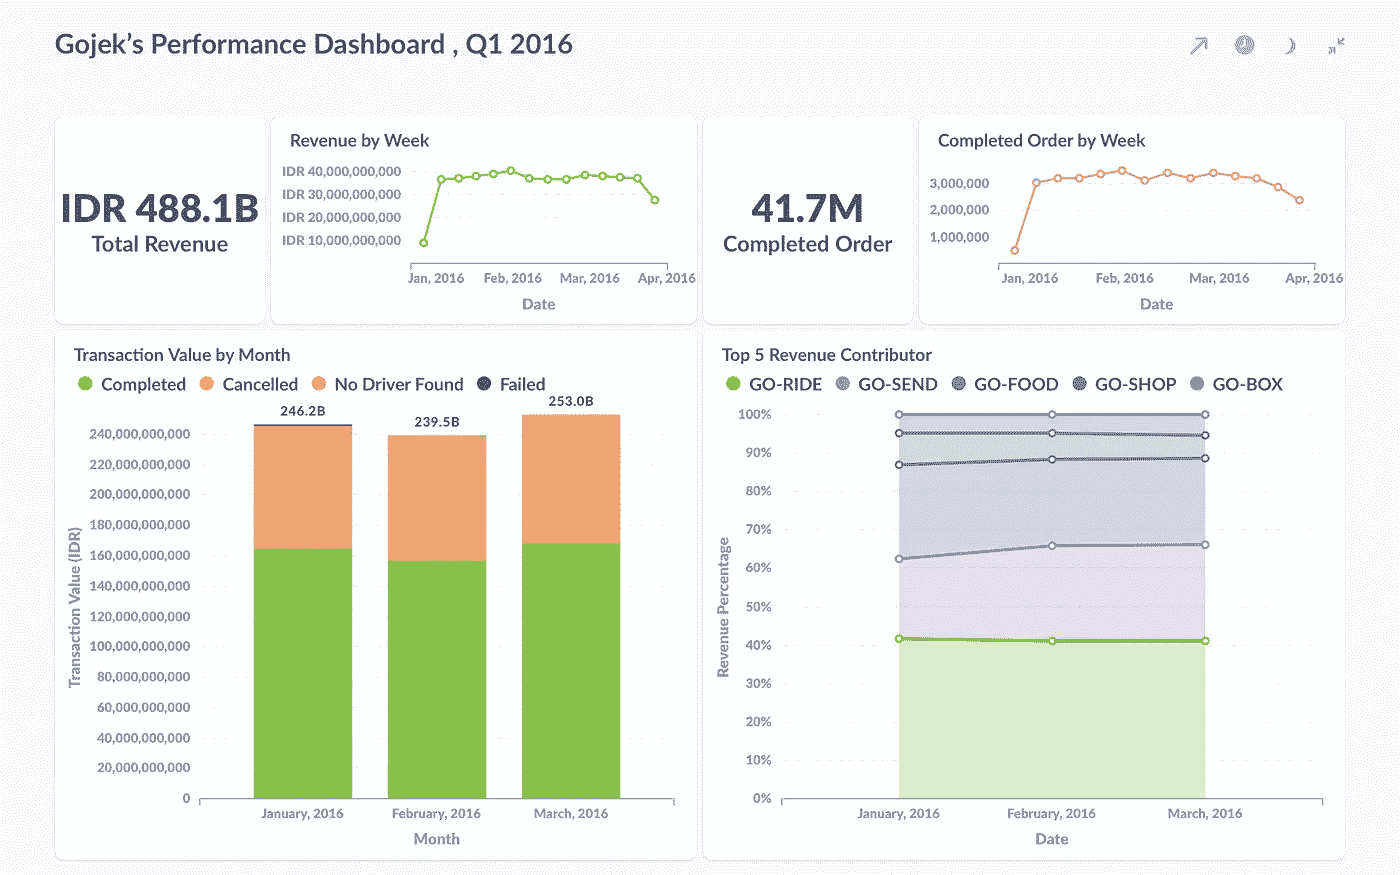 Gojek’s Performance Dashboard , Q1 2016
IDR 488.1B
Total Revenue
Revenue by Week
IDR 40,000,000,000
IDR 30,000,000,000
IDR 20,000,000,000
IDR 10,000,000,000
Jan, 2016 Feb, 2016 Mar, 2016 Apr, 2016
Date
41.7M
Completed Order
Completed Order by Week
3,000,000
2,000,000
1,000,000
Jan, 2016 Feb, 2016 Mar, 2016 Apr, 2016
Date
Transaction Value by Month
Completed Cancelled No Driver Found Failed
246.2B 239.5B 253.0B
240,000,000,000
220,000,000,000
200,000,000,000
180,000,000,000
160,000,000,000
140,000,000,000
120,000,000,000
100,000,000,000
80,000,000,000
60,000,000,000
40,000,000,000
20,000,000,000
0
Transaction Value (IDR)
January, 2016 February, 2016 March, 2016
Month
Top 5 Revenue Contributor
GO-RIDE GO-SEND GO-FOOD GO-SHOP GO-BOX
100%
90%
80%
70%
60%
50%
40%
30%
20%
10%
0%
Revenue Percentage
January, 2016 February, 2016 March, 2016
Date